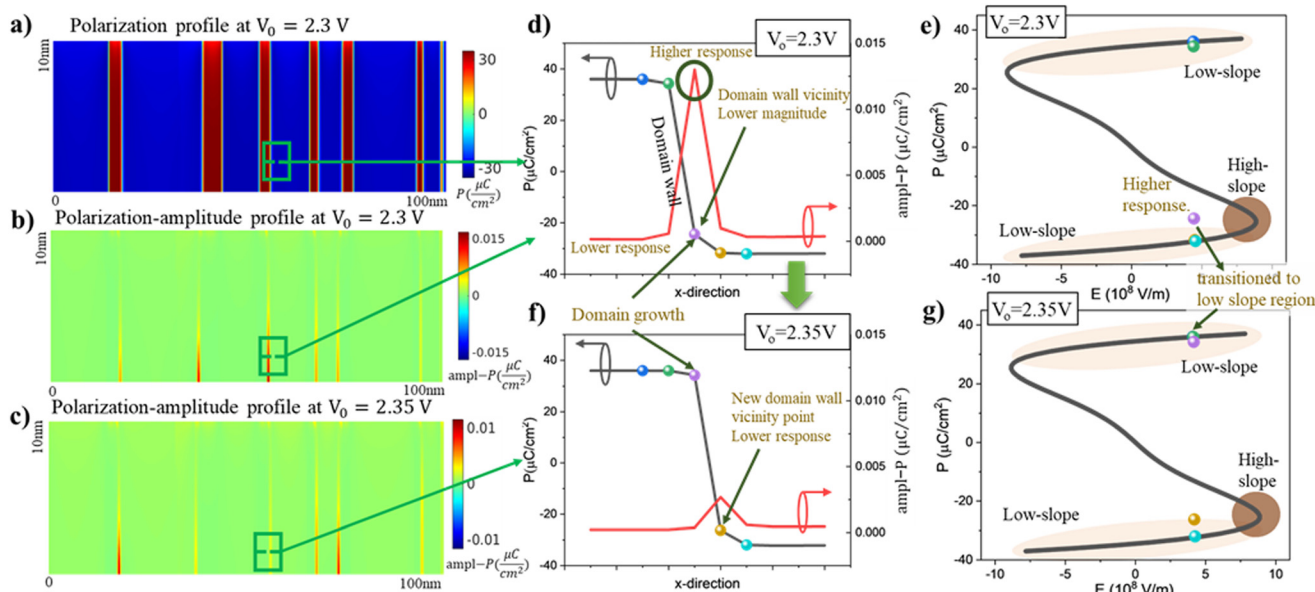 a)
Polarization profile at V₀ = 2.3 V
10nm
30
0
-30
P(μC/cm²)
0
100nm
b)
Polarization-amplitude profile at V₀ = 2.3 V
10nm
0.015
0
-0.015
ampl−P(μC/cm²)
0
100nm
c)
Polarization-amplitude profile at V₀ = 2.35 V
10nm
0.01
0
-0.01
ampl−P(μC/cm²)
0
100nm
d)
V₀=2.3V
Higher response
Domain wall vicinity
Lower magnitude
Domain wall
Lower response
P(μC/cm²)
40
20
0
-20
-40
0.015
0.010
0.005
0.000
ampl−P (μC/cm²)
x-direction
Domain growth
f)
V₀=2.35V
New domain wall
vicinity point
Lower response
P(μC/cm²)
40
20
0
-20
-40
0.015
0.010
0.005
0.000
ampl−P (μC/cm²)
x-direction
e)
V₀=2.3V
Low-slope
High-
slope
Higher
response.
Low-slope
P (μC/cm²)
40
20
0
-20
-40
-10
-5
0
5
E (10⁸ V/m)
transitioned to
low slope region
g)
V₀=2.35V
Low-slope
High-
slope
Low-slope
P (μC/cm²)
40
20
0
-20
-40
-10
-5
0
5
10
E (10⁸ V/m)